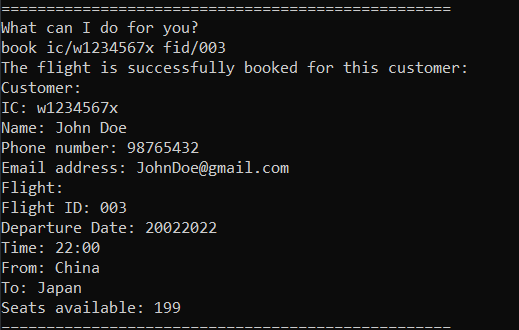 ==================================================
What can I do for you?
book ic/w1234567x fid/003
The flight is successfully booked for this customer:
Customer:
IC: w1234567x
Name: John Doe
Phone number: 98765432
Email address: JohnDoe@gmail.com
Flight:
Flight ID: 003
Departure Date: 20022022
Time: 22:00
From: China
To: Japan
Seats available: 199
==================================================